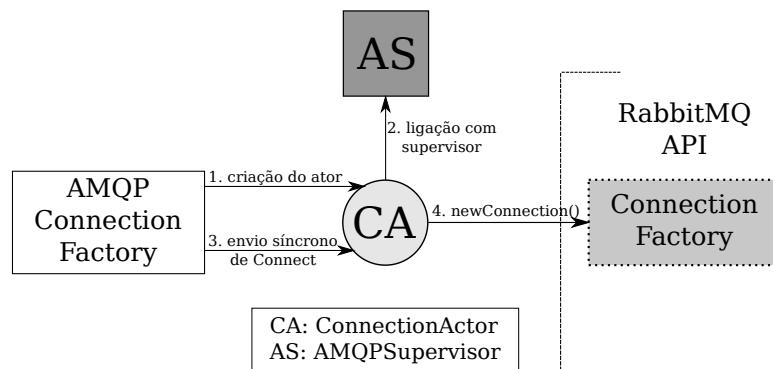 AS
2. ligação com
supervisor
RabbitMQ
API
AMQP
Connection
Factory
1. criação do ator
3. envio síncrono
de Connect
CA
4. newConnection()
Connection
Factory
CA: ConnectionActor
AS: AMQPSupervisor